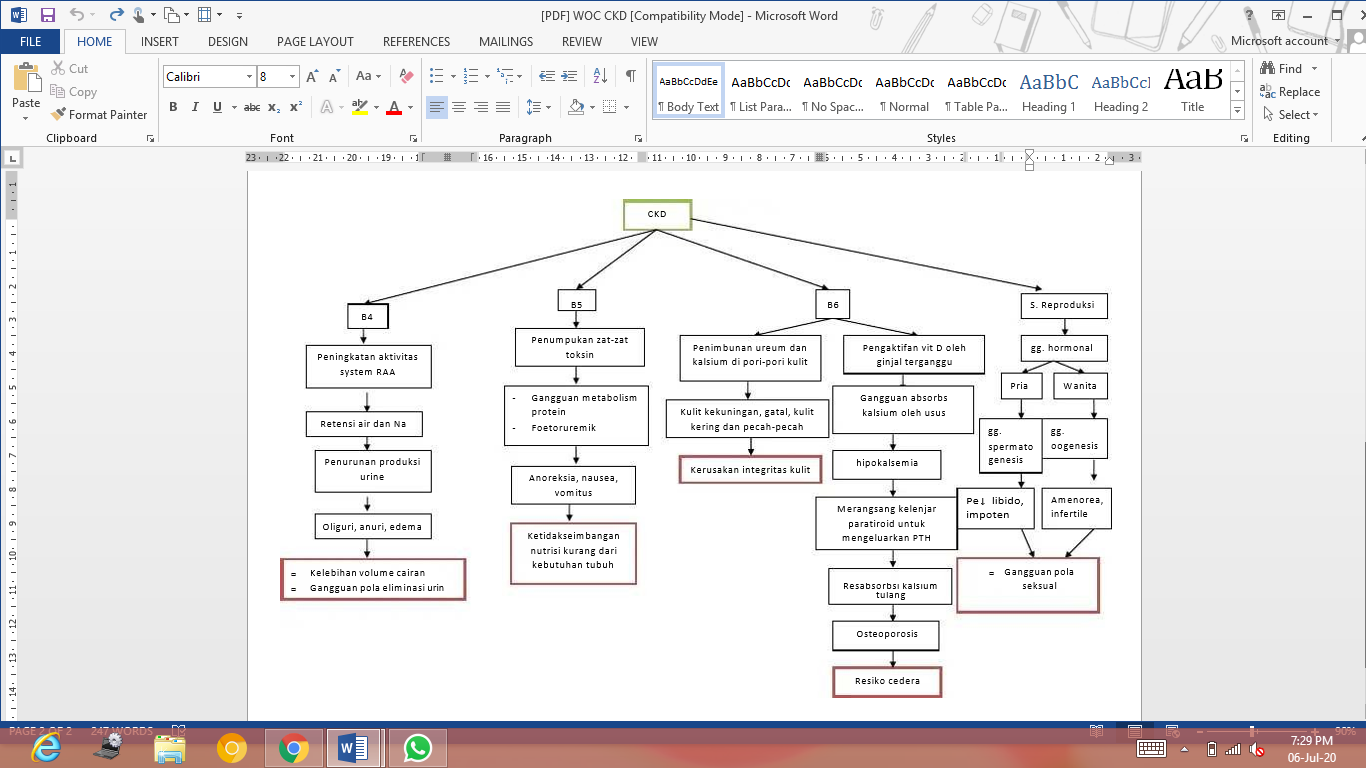 [PDF] WOC CKD [Compatibility Mode] - Microsoft Word
FILE HOME INSERT DESIGN PAGE LAYOUT REFERENCES MAILINGS REVIEW VIEW Microsoft account
Paste
Cut
Copy
Format Painter
Clipboard
Calibri 8
Font
Paragraph
AaBbCcDdEe AaBbCcDc AaBbCcDc AaBbCcDc AaBbCcDc AaBbC AaBbCcI AaB
¶ Body Text ¶ List Para... ¶ No Spac... ¶ Normal ¶ Table Pa... Heading 1 Heading 2 Title
Styles
Find
Replace
Select
Editing
CKD
B4
Peningkatan aktivitas
system RAA
Retensi air dan Na
Penurunan produksi
urine
Oliguri, anuri, edema
= Kelebihan volume cairan
= Gangguan pola eliminasi urin
B5
Penumpukan zat-zat
toksin
- Gangguan metabolism
protein
- Foetoruremik
Anoreksia, nausea,
vomitus
Ketidakseimbangan
nutrisi kurang dari
kebutuhan tubuh
B6
Penimbunan ureum dan
kalsium di pori-pori kulit
Kulit kekuningan, gatal, kulit
kering dan pecah-pecah
Kerusakan integritas kulit
Pengaktifan vit D oleh
ginjal terganggu
Gangguan absorbs
kalsium oleh usus
hipokalsemia
Merangsang kelenjar
paratiroid untuk
mengeluarkan PTH
Resabsorbsi kalsium
tulang
Osteoporosis
Resiko cedera
S. Reproduksi
gg. hormonal
Pria
gg.
spermato
genesis
Pe↓ libido,
impoten
Wanita
gg.
oogenesis
Amenorea,
infertile
= Gangguan pola
seksual
PAGE 2 OF 2 247 WORDS 90%
7:29 PM
06-Jul-20